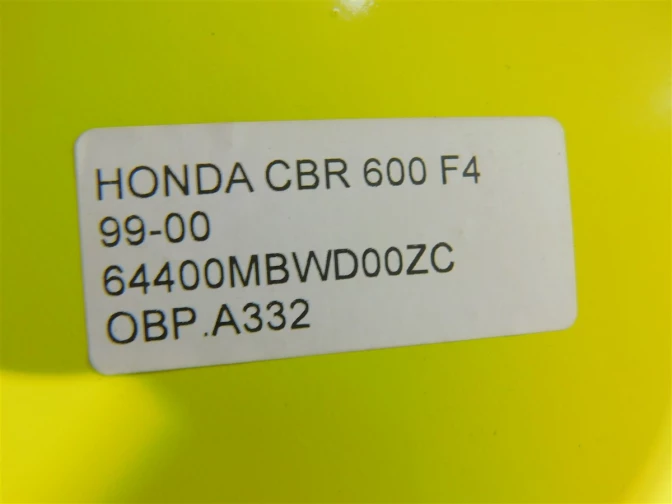 HONDA CBR 600 F4
99-00
64400MBWD00ZC
OBP.A332